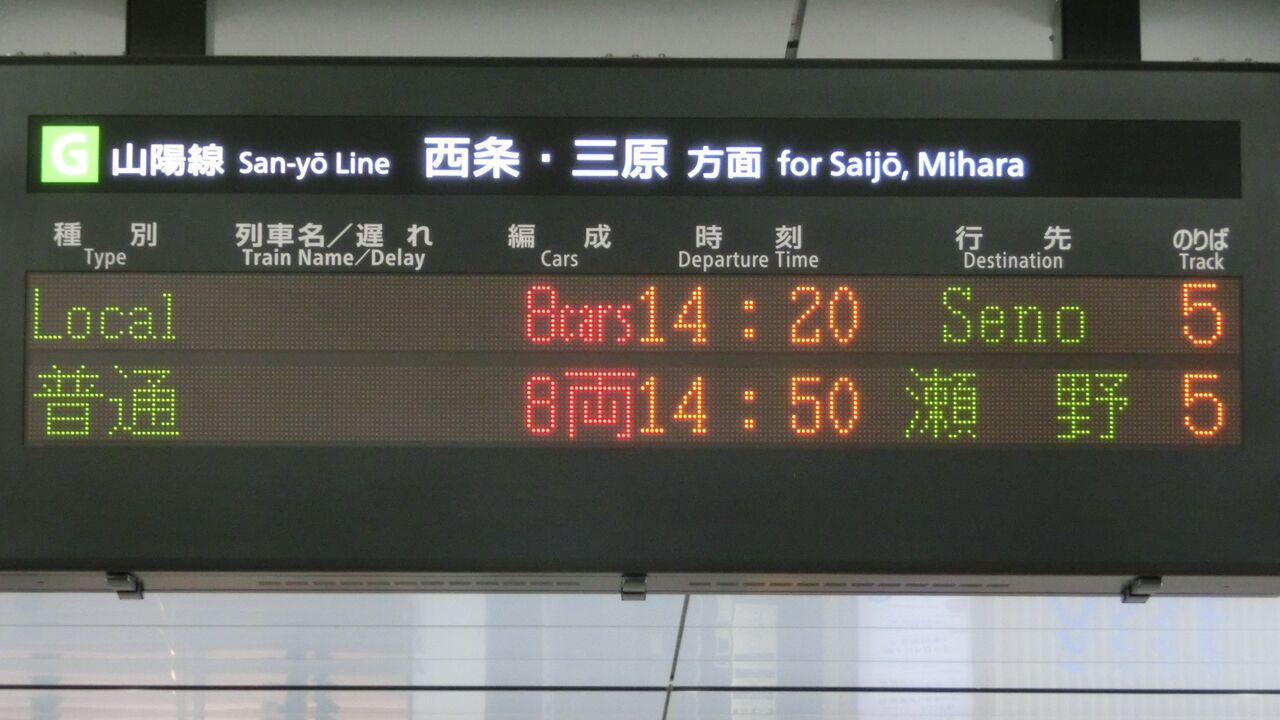 G 山陽線 San-yō Line 西条・三原 方面 for Saijō, Mihara
種別 列車名／遅れ 編成 時刻 行先 のりば
Type Train Name／Delay Cars Departure Time Destination Track
Local 8cars 14:20 Seno 5
普通 8両 14:50 瀬野 5